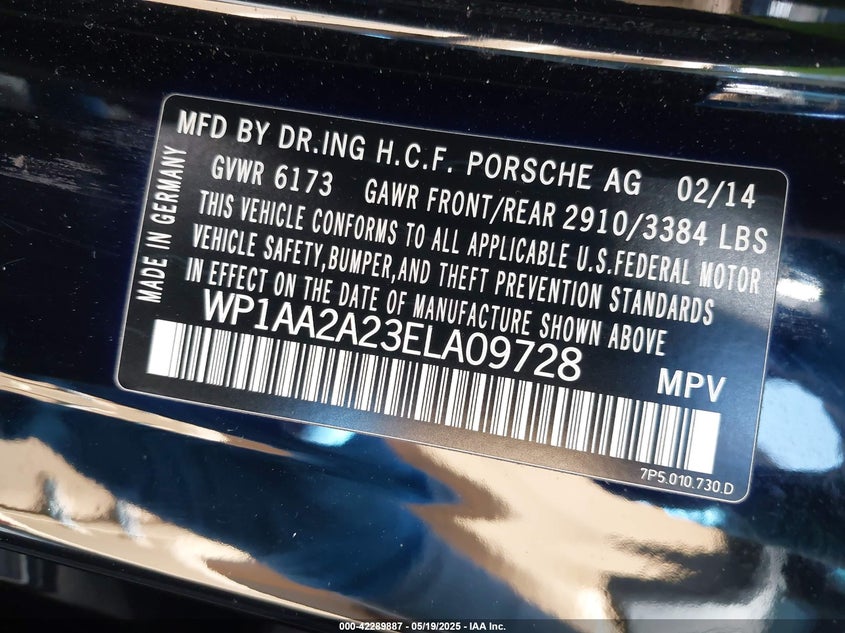 MFD BY DR.ING H.C.F. PORSCHE AG 02/14
GVWR 6173 GAWR FRONT/REAR 2910/3384 LBS
THIS VEHICLE CONFORMS TO ALL APPLICABLE U.S.FEDERAL MOTOR
VEHICLE SAFETY,BUMPER,AND THEFT PREVENTION STANDARDS
IN EFFECT ON THE DATE OF MANUFACTURE SHOWN ABOVE
MADE IN GERMANY
WP1AA2A23ELA09728
MPV
7P5.010.730.D
000-42289887 - 05/19/2025 - IAA Inc.